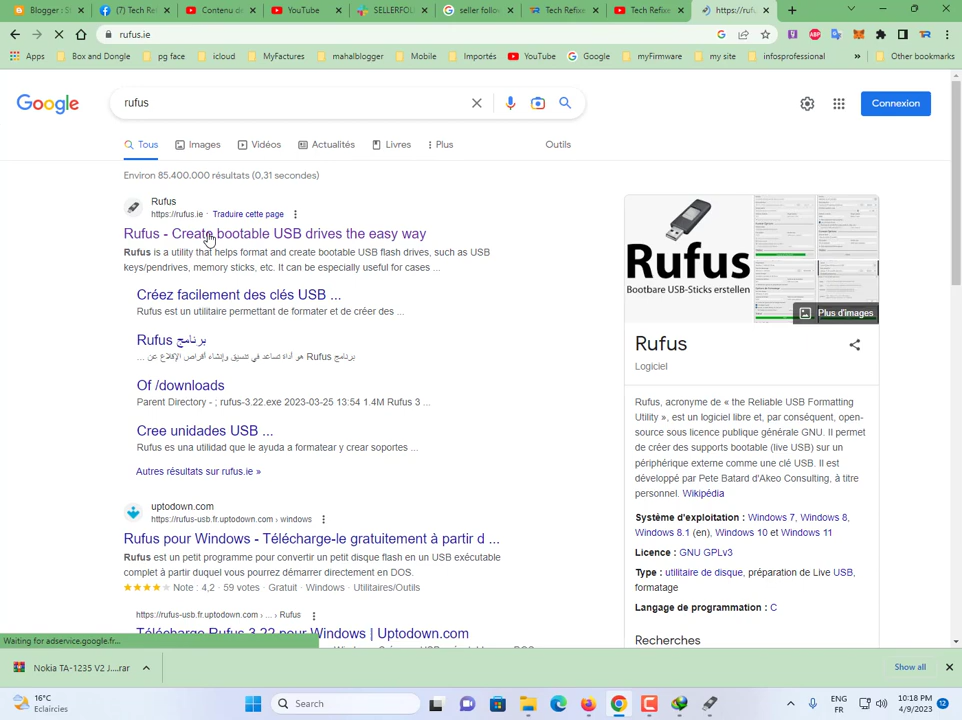 Blogger : S
(7) Tech Re
Contenu de
YouTube
SELLERFOL
seller follo
Tech Refixe
Tech Refixe
https://rufu
rufus.ie
Apps
Box and Dongle
pg face
icloud
MyFactures
mahalblogger
Mobile
Importés
YouTube
Google
myFirmware
my site
infosprofessional
»
Other bookmarks
Google
rufus
Connexion
Tous
Images
Vidéos
Actualités
Livres
Plus
Outils
Environ 85.400.000 résultats (0,31 secondes)
Rufus
https://rufus.ie · Traduire cette page
Rufus - Create bootable USB drives the easy way
Rufus is a utility that helps format and create bootable USB flash drives, such as USB
keys/pendrives, memory sticks, etc. It can be especially useful for cases ...
Créez facilement des clés USB ...
Rufus est un utilitaire permettant de formater et de créer des ...
برنامج Rufus
برنامج Rufus هو أداة تساعد في تنسيق وإنشاء أقراص الإقلاع عن ...
Of /downloads
Parent Directory - ; rufus-3.22.exe 2023-03-25 13:54 1.4M Rufus 3 ...
Cree unidades USB ...
Rufus es una utilidad que le ayuda a formatear y crear soportes ...
Autres résultats sur rufus.ie »
uptodown.com
https://rufus-usb.fr.uptodown.com › windows
Rufus pour Windows - Télécharge-le gratuitement à partir d ...
Rufus est un petit programme pour convertir un petit disque flash en un USB exécutable
complet à partir duquel vous pourrez démarrer directement en DOS.
Note : 4,2 · 59 votes · Gratuit · Windows · Utilitaires/Outils
https://rufus-usb.fr.uptodown.com › ... › Rufus
Télécharge Rufus 3.22 pour Windows | Uptodown.com
Rufus
Bootbare USB-Sticks erstellen
Plus d'images
Rufus
Logiciel
Rufus, acronyme de « the Reliable USB Formatting
Utility », est un logiciel libre et, par conséquent, open-
source sous licence publique générale GNU. Il permet
de créer des supports bootable (live USB) sur un
périphérique externe comme une clé USB. Il est
développé par Pete Batard d'Akeo Consulting, à titre
personnel. Wikipédia
Système d'exploitation : Windows 7, Windows 8,
Windows 8.1 (en), Windows 10 et Windows 11
Licence : GNU GPLv3
Type : utilitaire de disque, préparation de Live USB,
formatage
Langage de programmation : C
Recherches
Waiting for adservice.google.fr...
Nokia TA-1235 V2 J....rar
Show all
16°C
Eclaircies
Search
ENG
FR
10:18 PM
4/9/2023
12